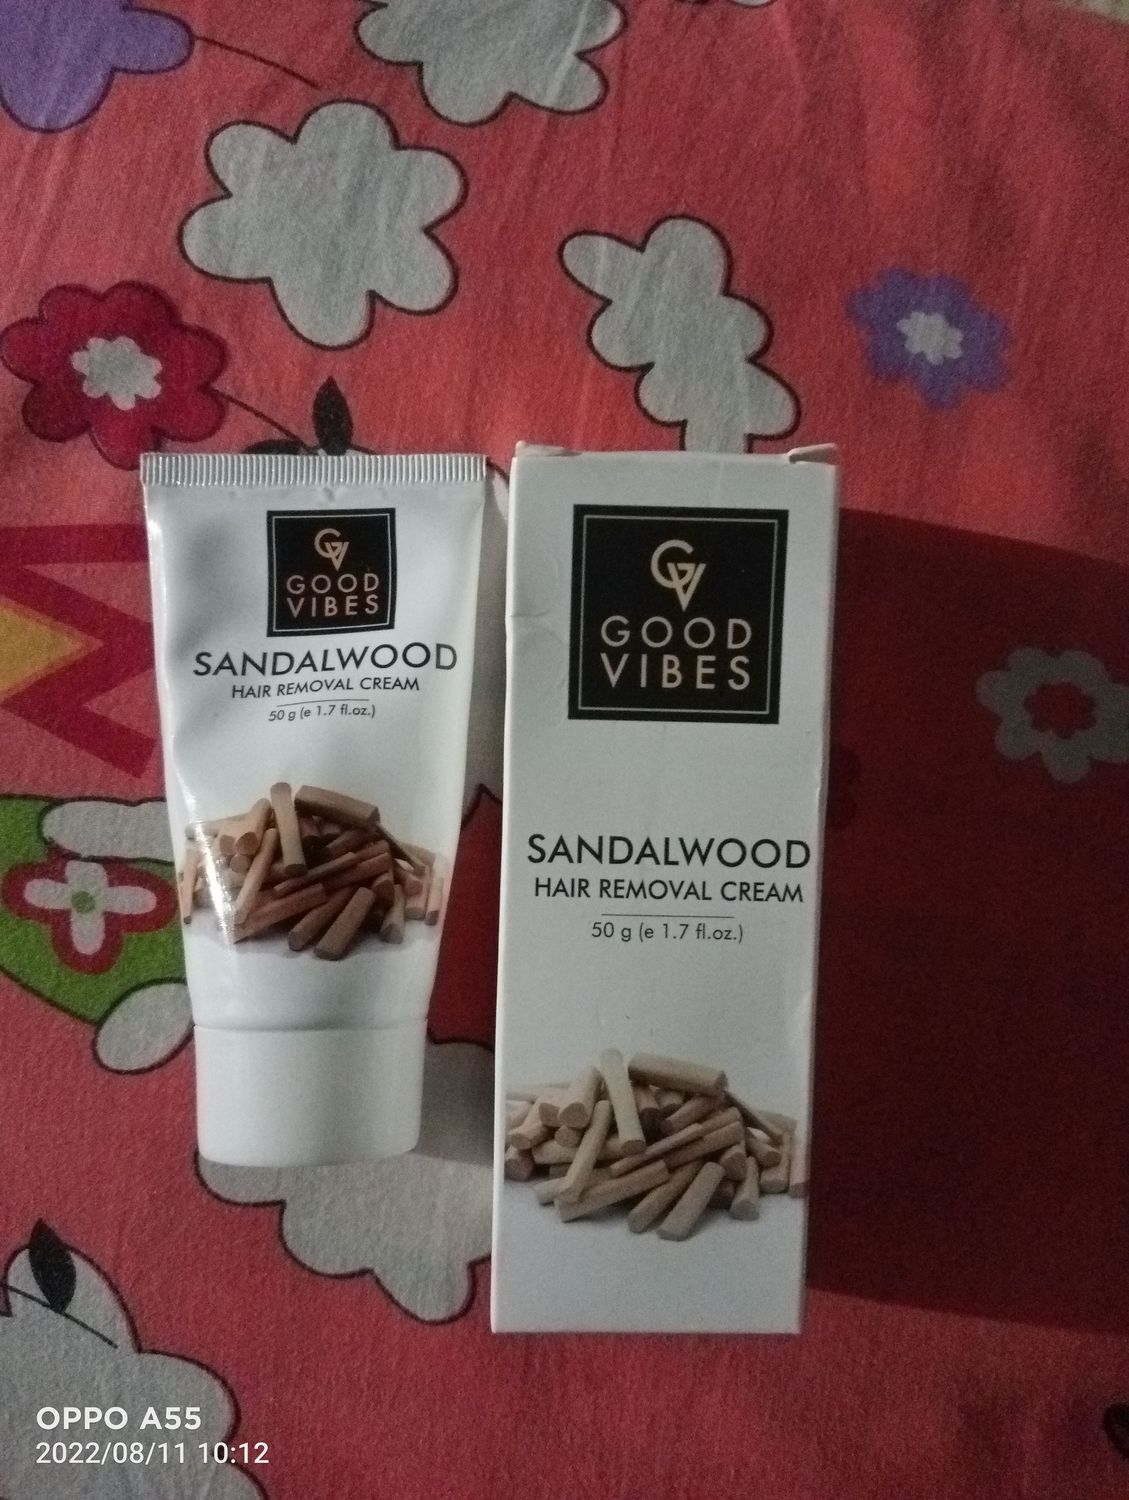 GV
GOOD
VIBES
SANDALWOOD
HAIR REMOVAL CREAM
50 g (e 1.7 fl.oz.)
GV
GOOD
VIBES
SANDALWOOD
HAIR REMOVAL CREAM
50 g (e 1.7 fl.oz.)
OPPO A55
2022/08/11 10:12